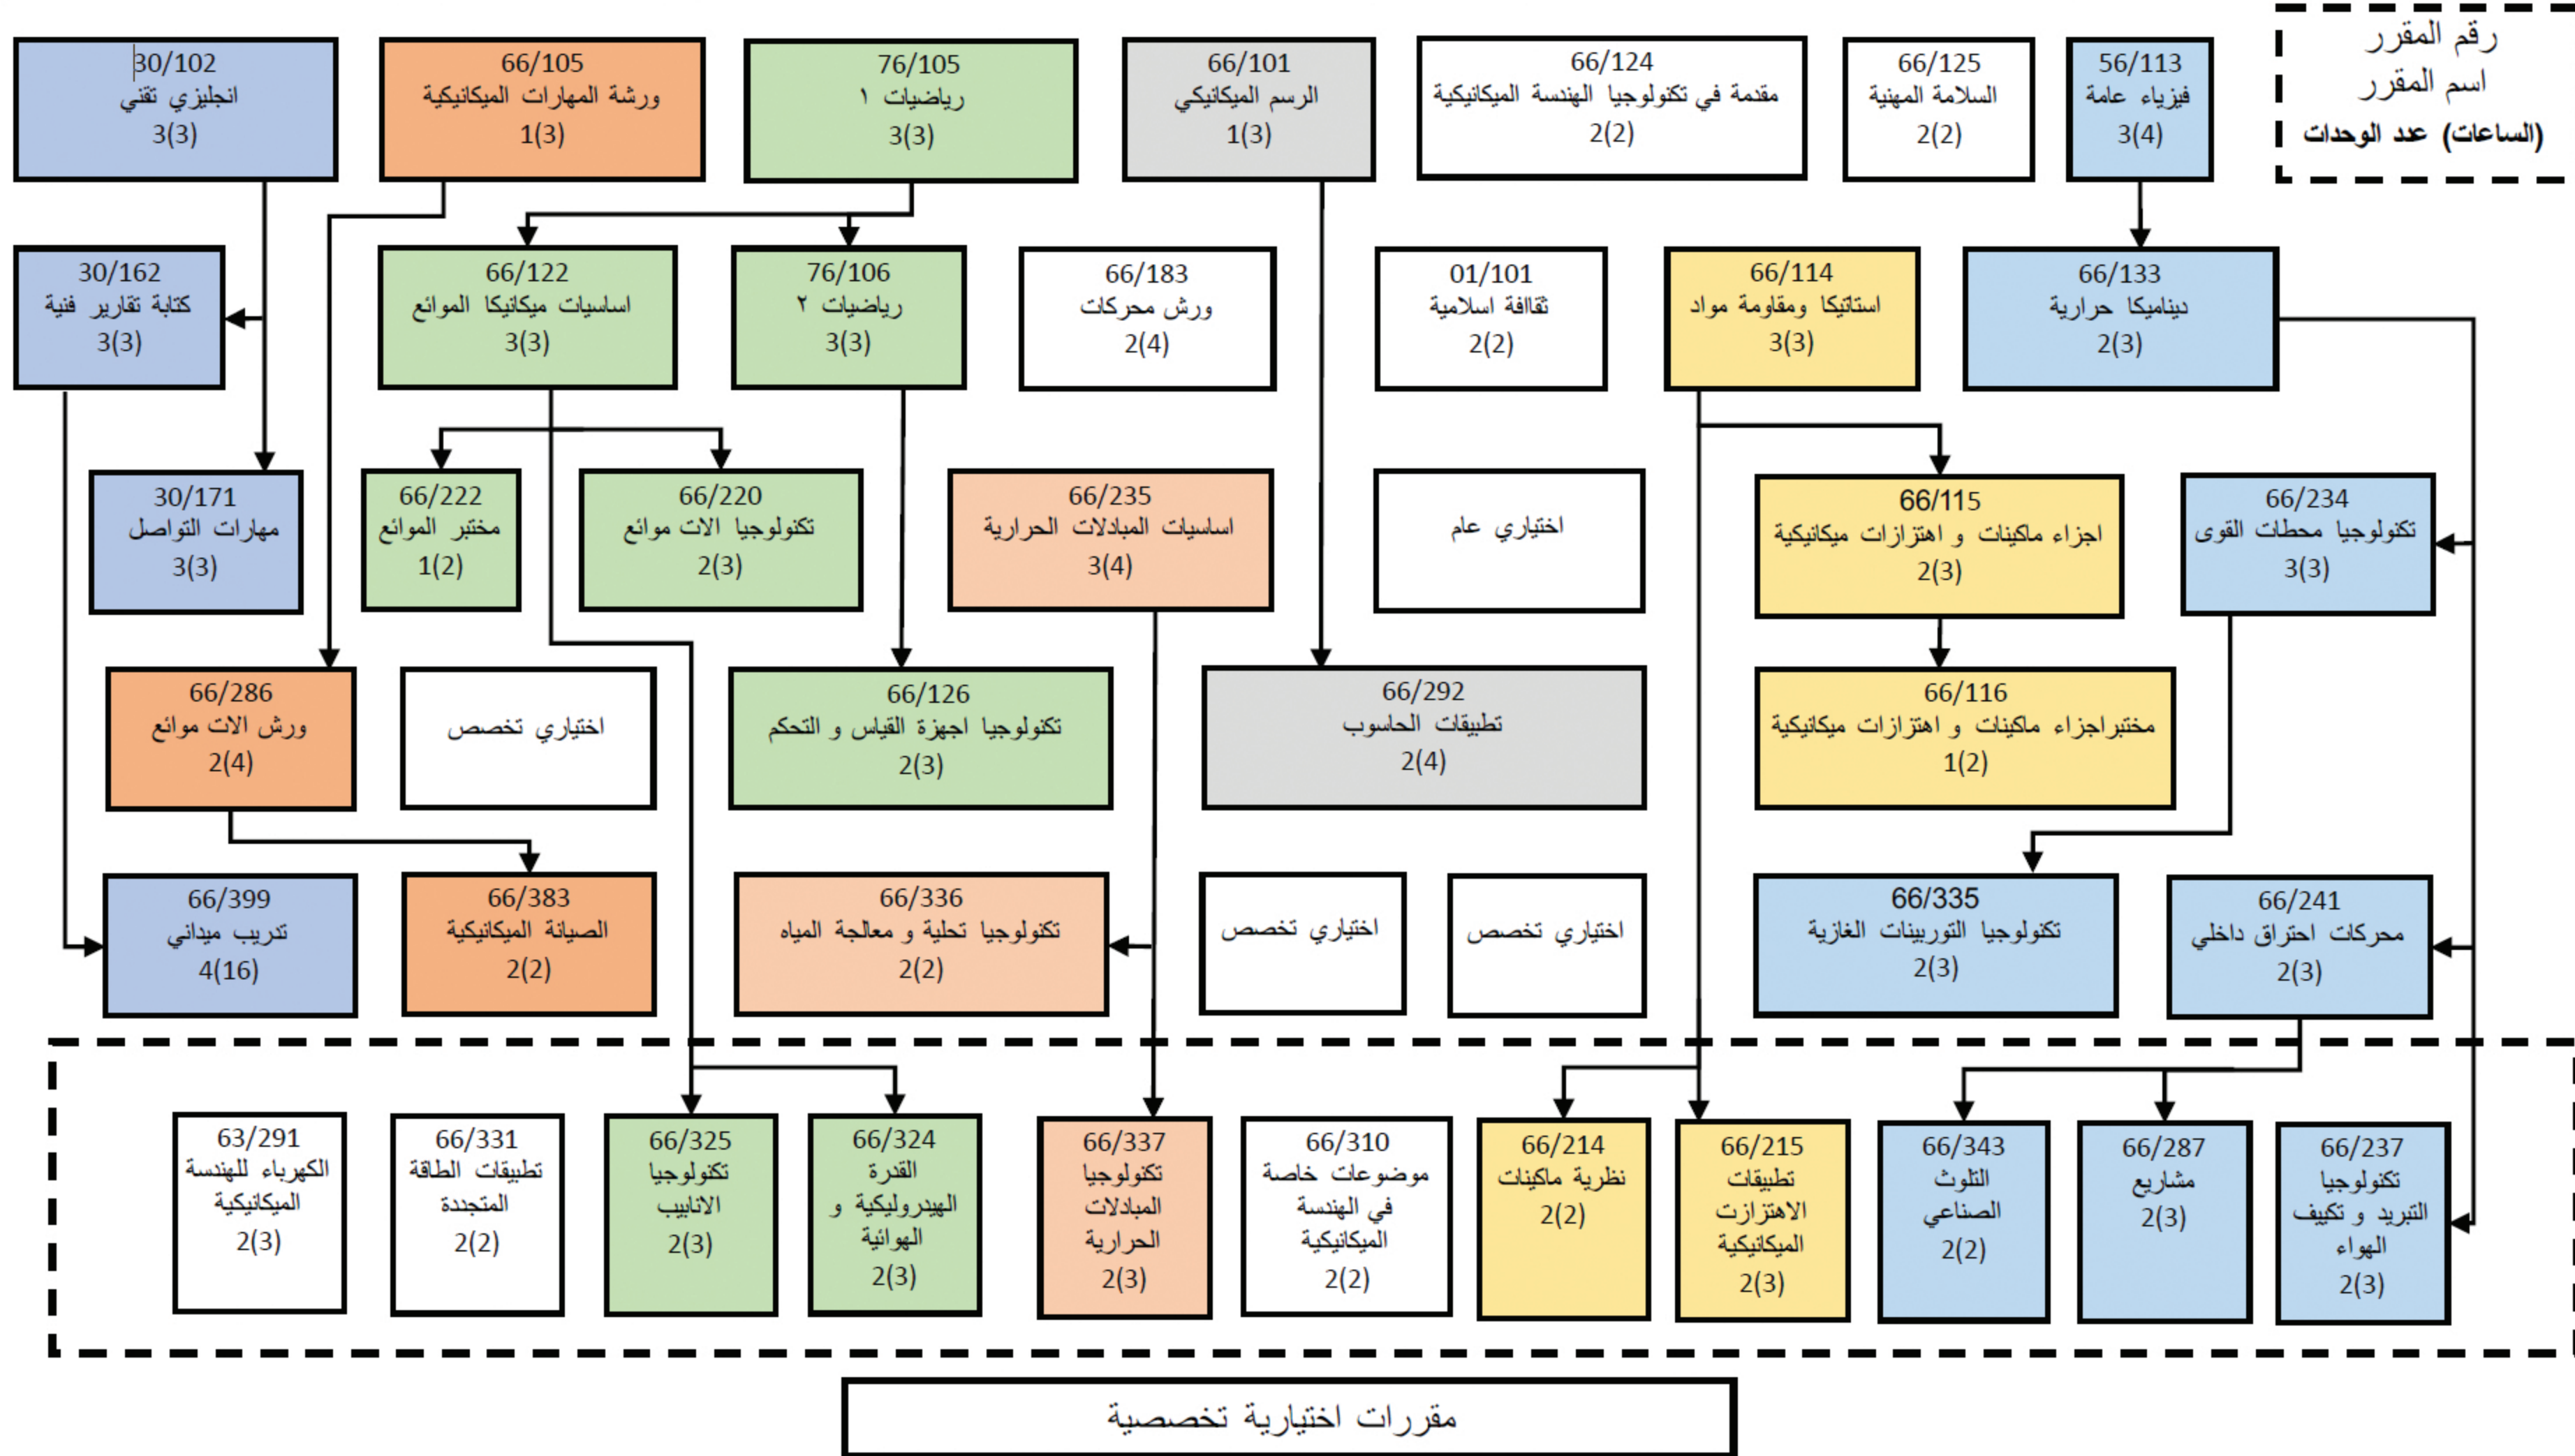 رقم المقرر
اسم المقرر
(الساعات) عدد الوحدات
56/113
فيزياء عامة
3(4)
66/125
السلامة المهنية
2(2)
66/124
مقدمة في تكنولوجيا الهندسة الميكانيكية
2(2)
66/101
الرسم الميكانيكي
1(3)
76/105
رياضيات ١
3(3)
66/105
ورشة المهارات الميكانيكية
1(3)
30/102
انجليزي تقني
3(3)
66/133
ديناميكا حرارية
2(3)
66/114
استاتيكا ومقاومة مواد
3(3)
01/101
ثقاافة اسلامية
2(2)
66/183
ورش محركات
2(4)
76/106
رياضيات ٢
3(3)
66/122
اساسيات ميكانيكا الموائع
3(3)
30/162
كتابة تقارير فنية
3(3)
66/234
تكنولوجيا محطات القوى
3(3)
66/115
اجزاء ماكينات و اهتزازات ميكانيكية
2(3)
اختياري عام
66/235
اساسيات المبادلات الحرارية
3(4)
66/220
تكنولوجيا الات موائع
2(3)
66/222
مختبر الموائع
1(2)
30/171
مهارات التواصل
3(3)
66/116
مختبراجزاء ماكينات و اهتزازات ميكانيكية
1(2)
66/292
تطبيقات الحاسوب
2(4)
66/126
تكنولوجيا اجهزة القياس و التحكم
2(3)
اختياري تخصص
66/286
ورش الات موائع
2(4)
66/241
محركات احتراق داخلي
2(3)
66/335
تكنولوجيا التوربينات الغازية
2(3)
اختياري تخصص
اختياري تخصص
66/336
تكنولوجيا تحلية و معالجة المياه
2(2)
66/383
الصيانة الميكانيكية
2(2)
66/399
تدريب ميداني
4(16)
66/237
تكنولوجيا
التبريد و تكييف
الهواء
2(3)
66/287
مشاريع
2(3)
66/343
التلوث
الصناعي
2(2)
66/215
تطبيقات
الاهتزازت
الميكانيكية
2(3)
66/214
نظرية ماكينات
2(2)
66/310
موضوعات خاصة
في الهندسة
الميكانيكية
2(2)
66/337
تكنولوجيا
المبادلات
الحرارية
2(3)
66/324
القدرة
الهيدروليكية و
الهوائية
2(3)
66/325
تكنولوجيا
الانابيب
2(3)
66/331
تطبيقات الطاقة
المتجددة
2(2)
63/291
الكهرباء للهندسة
الميكانيكية
2(3)
مقررات اختيارية تخصصية